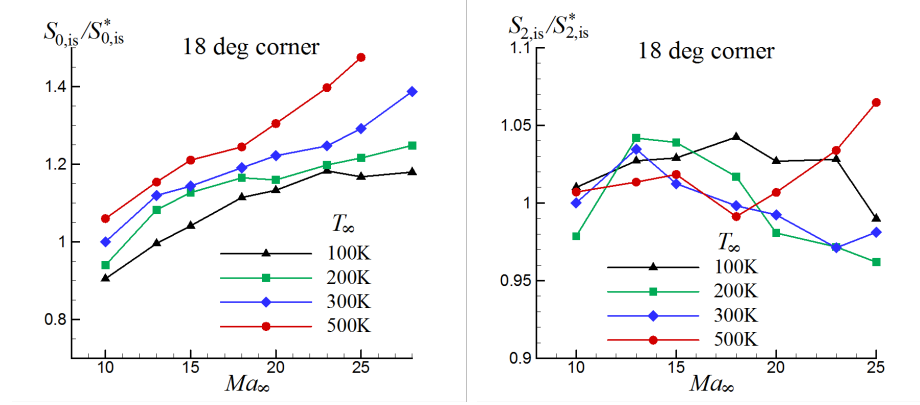 S0,is/S*0,is
18 deg corner
1.4
1.2
1
0.8
T∞
100K
200K
300K
500K
10
15
20
25
Ma∞
S2,is/S*2,is
18 deg corner
1.1
1.05
1
0.95
0.9
T∞
100K
200K
300K
500K
10
15
20
25
Ma∞